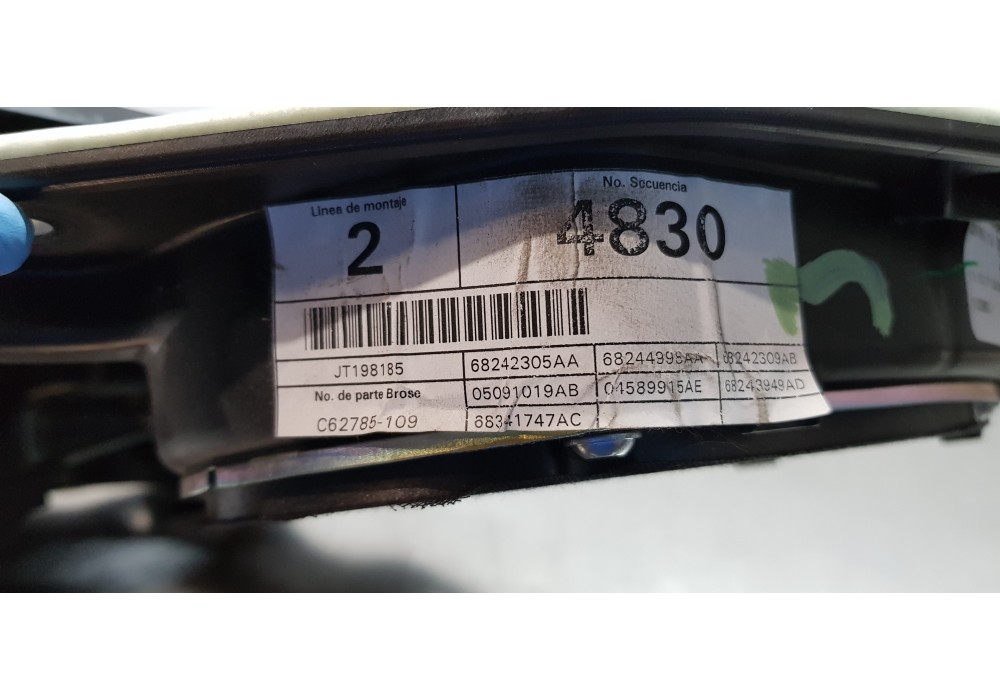 Linea de montaje
No. Secuencia
2
4830
JT198185
68242305AA
68244998AA
68242309AB
No. de parte Brose
05091019AB
04589915AE
68243949AD
C62785-109
68341747AC